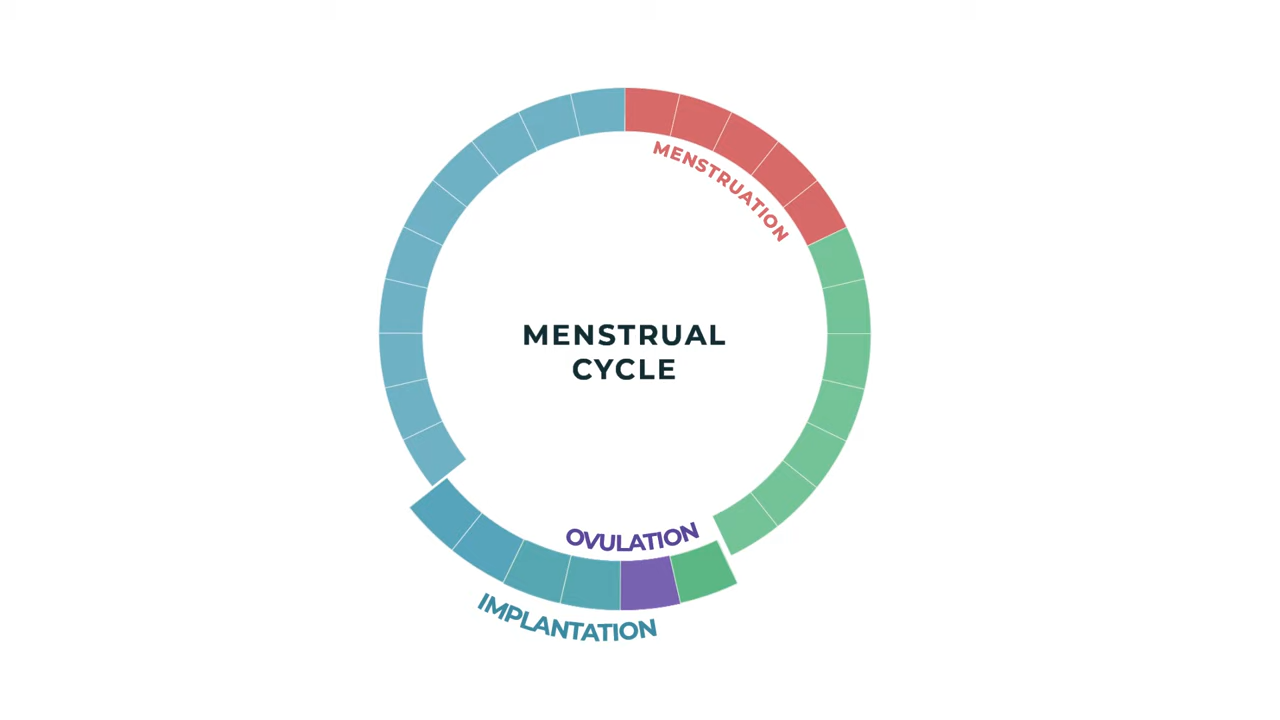 MENSTRUATION
MENSTRUAL
CYCLE
OVULATION
IMPLANTATION